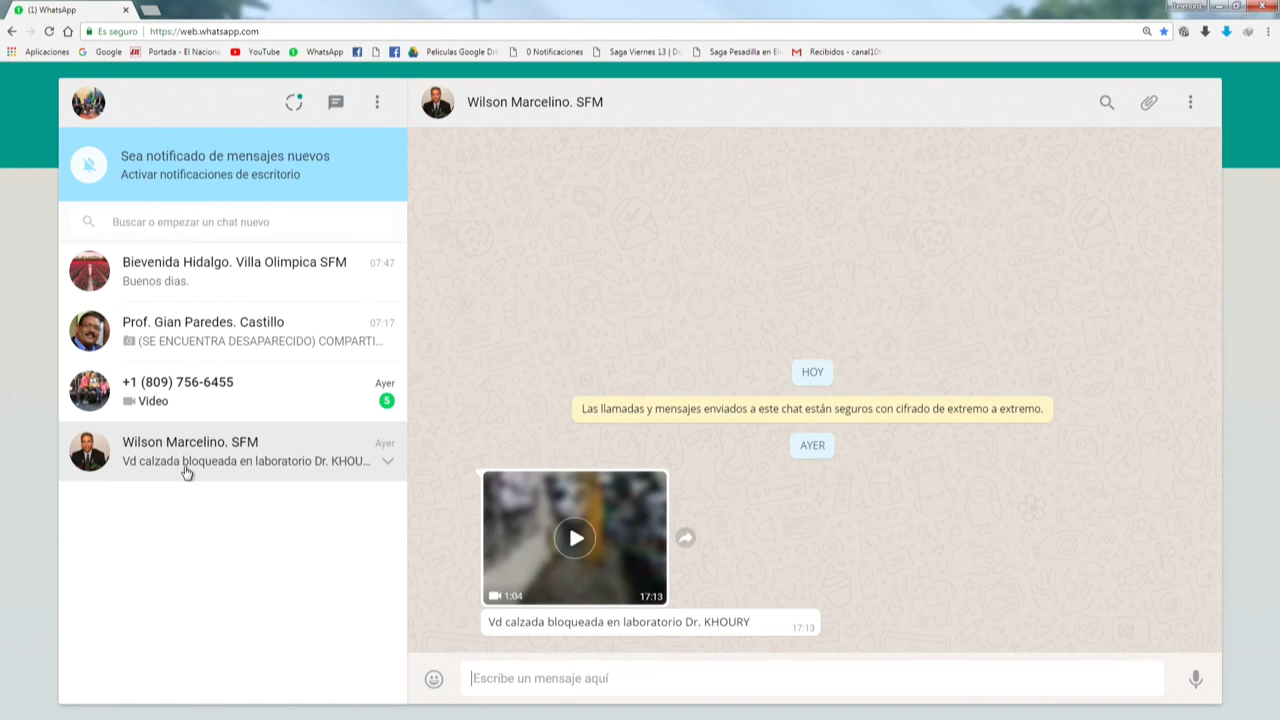 (1) WhatsApp
Es seguro
https://web.whatsapp.com
Aplicaciones
Google
Portada - El Naciona
YouTube
WhatsApp
Peliculas Google Dri
0 Notificaciones
Saga Viernes 13 | Do
Saga Pesadilla en El
Recibidos - canal10
Wilson Marcelino. SFM
Sea notificado de mensajes nuevos
Activar notificaciones de escritorio
Buscar o empezar un chat nuevo
Bievenida Hidalgo. Villa Olimpica SFM 07:47
Buenos dias.
Prof. Gian Paredes. Castillo 07:17
(SE ENCUENTRA DESAPARECIDO) COMPARTI...
+1 (809) 756-6455 Ayer
Video 5
Wilson Marcelino. SFM Ayer
Vd calzada bloqueada en laboratorio Dr. KHOU...
HOY
Las llamadas y mensajes enviados a este chat están seguros con cifrado de extremo a extremo.
AYER
1:04 17:13
Vd calzada bloqueada en laboratorio Dr. KHOURY 17:13
Escribe un mensaje aquí